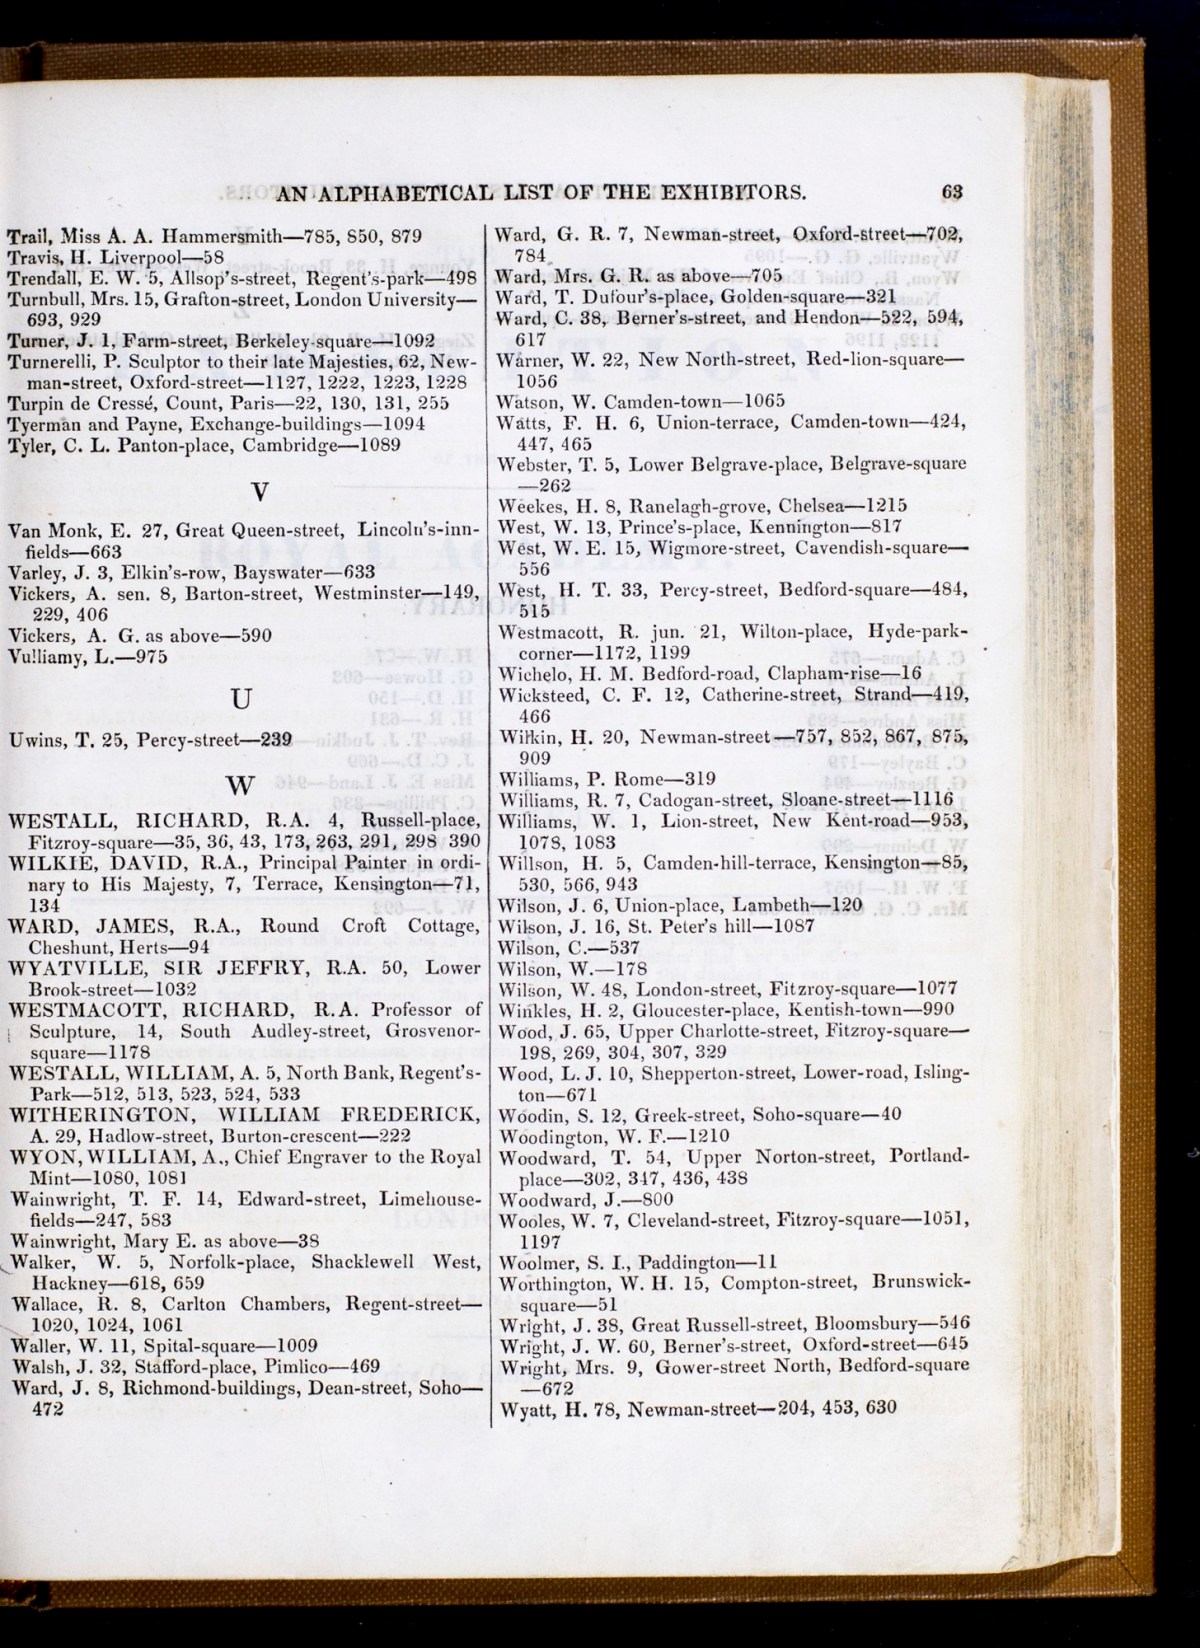 AN ALPHABETICAL LIST OF THE EXHIBITORS. 63
Trail, Miss A. A. Hammersmith—785, 850, 879
Travis, H. Liverpool—58
Trendall, E. W. 5, Allsop's-street, Regent's-park—498
Turnbull, Mrs. 15, Grafton-street, London University—
693, 929
Turner, J. 1, Farm-street, Berkeley-square—1092
Turnerelli, P. Sculptor to their late Majesties, 62, New-
man-street, Oxford-street—1127, 1222, 1223, 1228
Turpin de Cressé, Count, Paris—22, 130, 131, 255
Tyerman and Payne, Exchange-buildings—1094
Tyler, C. L. Panton-place, Cambridge—1089
V
Van Monk, E. 27, Great Queen-street, Lincoln's-inn-
fields—663
Varley, J. 3, Elkin's-row, Bayswater—633
Vickers, A. sen. 8, Barton-street, Westminster—149,
229, 406
Vickers, A. G. as above—590
Vulliamy, L.—975
U
Uwins, T. 25, Percy-street—239
W
WESTALL, RICHARD, R.A. 4, Russell-place,
Fitzroy-square—35, 36, 43, 173, 263, 291, 298 390
WILKIE, DAVID, R.A., Principal Painter in ordi-
nary to His Majesty, 7, Terrace, Kensington—71,
134
WARD, JAMES, R.A., Round Croft Cottage,
Cheshunt, Herts—94
WYATVILLE, SIR JEFFRY, R.A. 50, Lower
Brook-street—1032
WESTMACOTT, RICHARD, R.A. Professor of
Sculpture, 14, South Audley-street, Grosvenor-
square—1178
WESTALL, WILLIAM, A. 5, North Bank, Regent's-
Park—512, 513, 523, 524, 533
WITHERINGTON, WILLIAM FREDERICK,
A. 29, Hadlow-street, Burton-crescent—222
WYON, WILLIAM, A., Chief Engraver to the Royal
Mint—1080, 1081
Wainwright, T. F. 14, Edward-street, Limehouse-
fields—247, 583
Wainwright, Mary E. as above—38
Walker, W. 5, Norfolk-place, Shacklewell West,
Hackney—618, 659
Wallace, R. 8, Carlton Chambers, Regent-street—
1020, 1024, 1061
Waller, W. 11, Spital-square—1009
Walsh, J. 32, Stafford-place, Pimlico—469
Ward, J. 8, Richmond-buildings, Dean-street, Soho—
472
Ward, G. R. 7, Newman-street, Oxford-street—702,
784
Ward, Mrs. G. R. as above—705
Ward, T. Dufour's-place, Golden-square—321
Ward, C. 38, Berner's-street, and Hendon—522, 594,
617
Warner, W. 22, New North-street, Red-lion-square—
1056
Watson, W. Camden-town—1065
Watts, F. H. 6, Union-terrace, Camden-town—424,
447, 465
Webster, T. 5, Lower Belgrave-place, Belgrave-square
—262
Weekes, H. 8, Ranelagh-grove, Chelsea—1215
West, W. 13, Prince's-place, Kennington—817
West, W. E. 15, Wigmore-street, Cavendish-square—
556
West, H. T. 33, Percy-street, Bedford-square—484,
515
Westmacott, R. jun. 21, Wilton-place, Hyde-park-
corner—1172, 1199
Wichelo, H. M. Bedford-road, Clapham-rise—16
Wicksteed, C. F. 12, Catherine-street, Strand—419,
466
Wilkin, H. 20, Newman-street—757, 852, 867, 875,
909
Williams, P. Rome—319
Williams, R. 7, Cadogan-street, Sloane-street—1116
Williams, W. 1, Lion-street, New Kent-road—953,
1078, 1083
Willson, H. 5, Camden-hill-terrace, Kensington—85,
530, 566, 943
Wilson, J. 6, Union-place, Lambeth—120
Wilson, J. 16, St. Peter's hill—1087
Wilson, C.—537
Wilson, W.—178
Wilson, W. 48, London-street, Fitzroy-square—1077
Winkles, H. 2, Gloucester-place, Kentish-town—990
Wood, J. 65, Upper Charlotte-street, Fitzroy-square—
198, 269, 304, 307, 329
Wood, L. J. 10, Shepperton-street, Lower-road, Isling-
ton—671
Woodin, S. 12, Greek-street, Soho-square—40
Woodington, W. F.—1210
Woodward, T. 54, Upper Norton-street, Portland-
place—302, 347, 436, 438
Woodward, J.—800
Wooles, W. 7, Cleveland-street, Fitzroy-square—1051,
1197
Woolmer, S. I., Paddington—11
Worthington, W. H. 15, Compton-street, Brunswick-
square—51
Wright, J. 38, Great Russell-street, Bloomsbury—546
Wright, J. W. 60, Berner's-street, Oxford-street—645
Wright, Mrs. 9, Gower-street North, Bedford-square
—672
Wyatt, H. 78, Newman-street—204, 453, 630